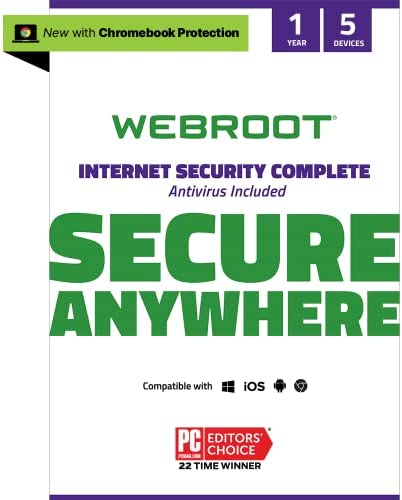 New with Chromebook Protection
1 YEAR
5 DEVICES
WEBROOT®
INTERNET SECURITY COMPLETE
Antivirus Included
SECURE
ANYWHERE
Compatible with iOS
PC
PCMAG.COM
EDITORS'
CHOICE
22 TIME WINNER